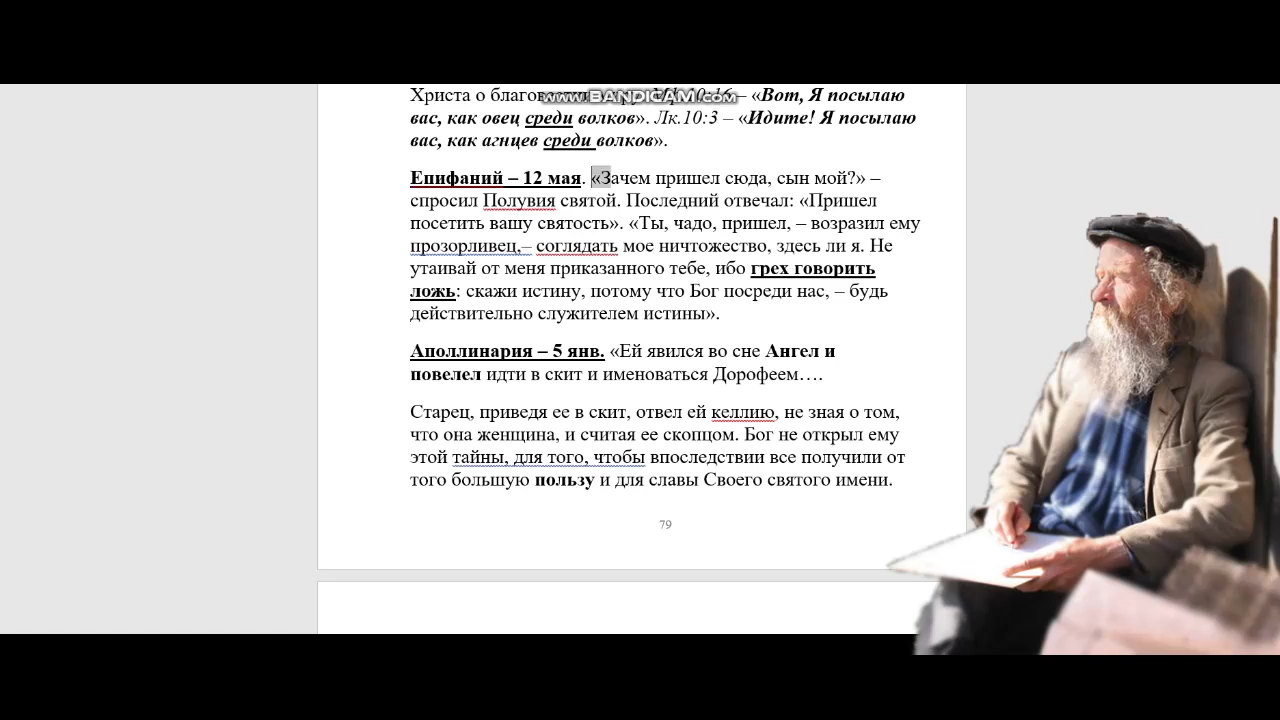 www.BANDICAM.com
Христа о – «Вот, Я посылаю
вас, как овец среди волков». Лк.10:3 – «Идите! Я посылаю
вас, как агнцев среди волков».
Епифаний – 12 мая. «Зачем пришел сюда, сын мой?» –
спросил Полувия святой. Последний отвечал: «Пришел
посетить вашу святость». «Ты, чадо, пришел, – возразил ему
прозорливец,– соглядать мое ничтожество, здесь ли я. Не
утаивай от меня приказанного тебе, ибо грех говорить
ложь: скажи истину, потому что Бог посреди нас, – будь
действительно служителем истины».
Аполлинария – 5 янв. «Ей явился во сне Ангел и
повелел идти в скит и именоваться Дорофеем….
Старец, приведя ее в скит, отвел ей келлию, не зная о том,
что она женщина, и считая ее скопцом. Бог не открыл ему
этой тайны, для того, чтобы впоследствии все получили от
того большую пользу и для славы Своего святого имени.
79